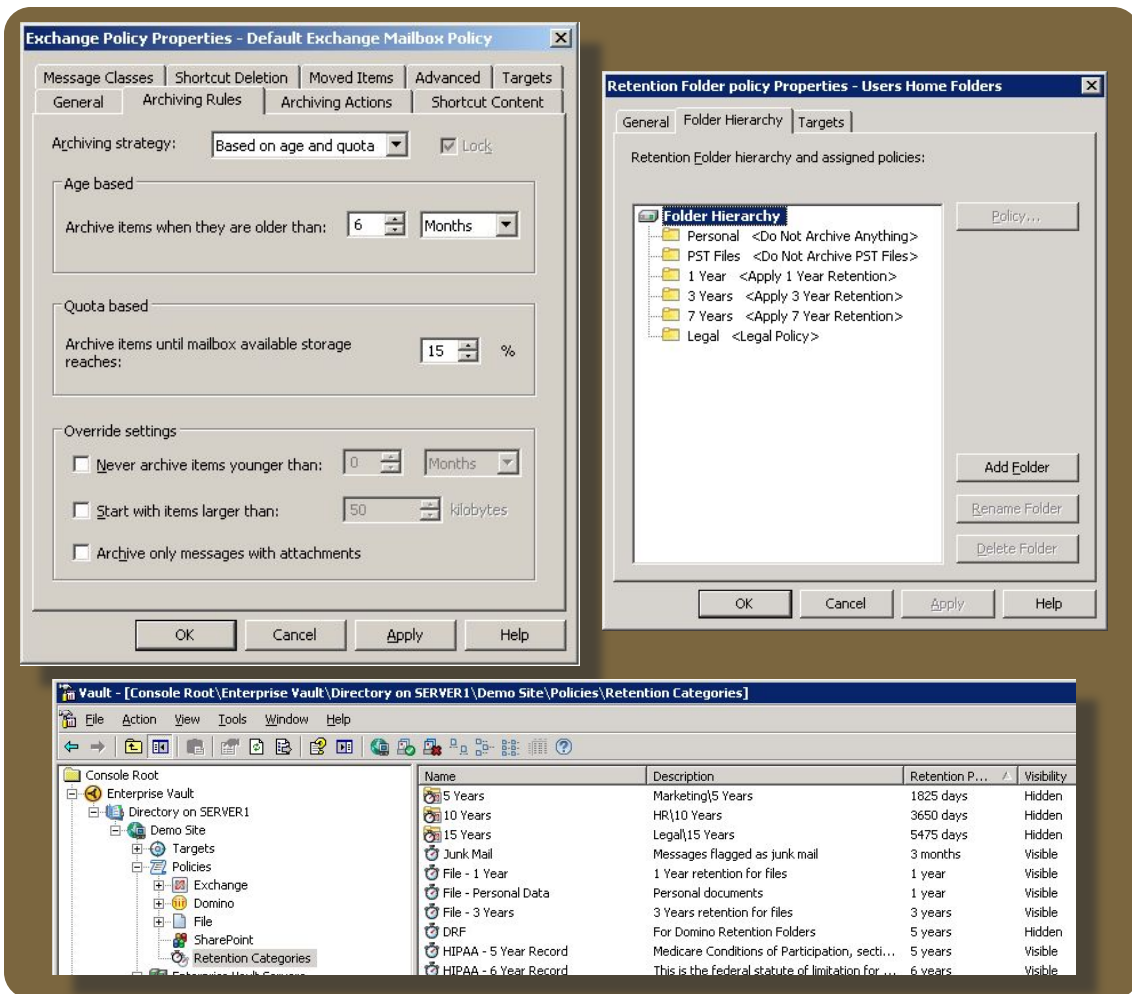 Exchange Policy Properties - Default Exchange Mailbox Policy
Message Classes Shortcut Deletion Moved Items Advanced Targets
General Archiving Rules Archiving Actions Shortcut Content
Archiving strategy: Based on age and quota Lock
Age based
Archive items when they are older than: 6 Months
Quota based
Archive items until mailbox available storage
reaches: 15 %
Override settings
Never archive items younger than: 0 Months
Start with items larger than: 50 kilobytes
Archive only messages with attachments
OK Cancel Apply Help
Retention Folder policy Properties - Users Home Folders
General Folder Hierarchy Targets
Retention Folder hierarchy and assigned policies:
Folder Hierarchy
Personal <Do Not Archive Anything>
PST Files <Do Not Archive PST Files>
1 Year <Apply 1 Year Retention>
3 Years <Apply 3 Year Retention>
7 Years <Apply 7 Year Retention>
Legal <Legal Policy>
Policy...
Add Folder
Rename Folder
Delete Folder
OK Cancel Apply Help
Vault - [Console Root\Enterprise Vault\Directory on SERVER1\Demo Site\Policies\Retention Categories]
File Action View Tools Window Help
Console Root
Enterprise Vault
Directory on SERVER1
Demo Site
Targets
Policies
Exchange
Domino
File
SharePoint
Retention Categories
Enterprise Vault Servers
Name Description Retention P... Visibility
5 Years Marketing\5 Years 1825 days Hidden
10 Years HR\10 Years 3650 days Hidden
15 Years Legal\15 Years 5475 days Hidden
Junk Mail Messages flagged as junk mail 3 months Visible
File - 1 Year 1 Year retention for files 1 year Visible
File - Personal Data Personal documents 1 year Visible
File - 3 Years 3 Years retention for files 3 years Visible
DRF For Domino Retention Folders 5 years Hidden
HIPAA - 5 Year Record Medicare Conditions of Participation, secti... 5 years Visible
HIPAA - 6 Year Record This is the federal statute of limitation for ... 6 years Visible